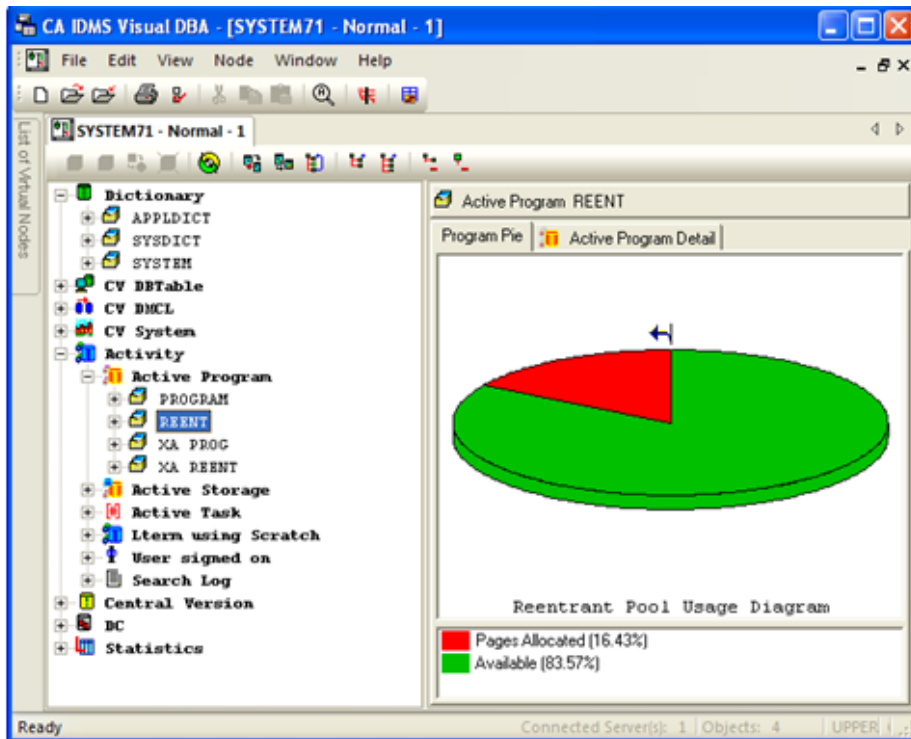 CA IDMS Visual DBA - [SYSTEM71 - Normal - 1]
File Edit View Node Window Help
List of Virtual Nodes
SYSTEM71 - Normal - 1
Dictionary
APPLDICT
SYSDICT
SYSTEM
CV DBTable
CV DMCL
CV System
Activity
Active Program
PROGRAM
REENT
XA PROG
XA REENT
Active Storage
Active Task
Lterm using Scratch
User signed on
Search Log
Central Version
DC
Statistics
Active Program REENT
Program Pie Active Program Detail
Reentrant Pool Usage Diagram
Pages Allocated (16.43%)
Available (83.57%)
Ready Connected Server(s): 1 Objects: 4 UPPER